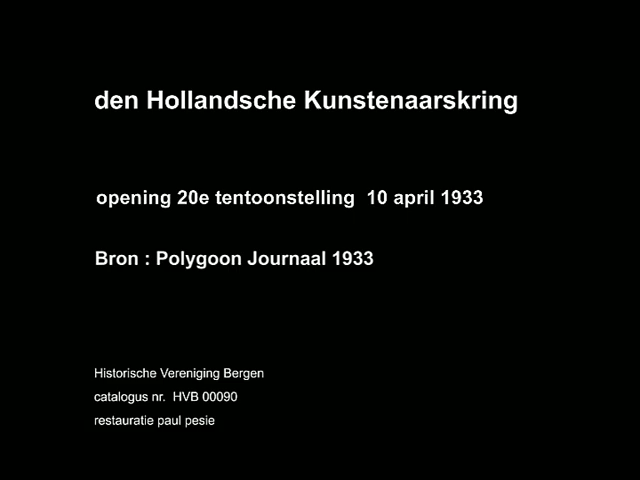 den Hollandsche Kunstenaarskring
opening 20e tentoonstelling  10 april 1933
Bron : Polygoon Journaal 1933
Historische Vereniging Bergen
catalogus nr.  HVB 00090
restauratie paul pesie